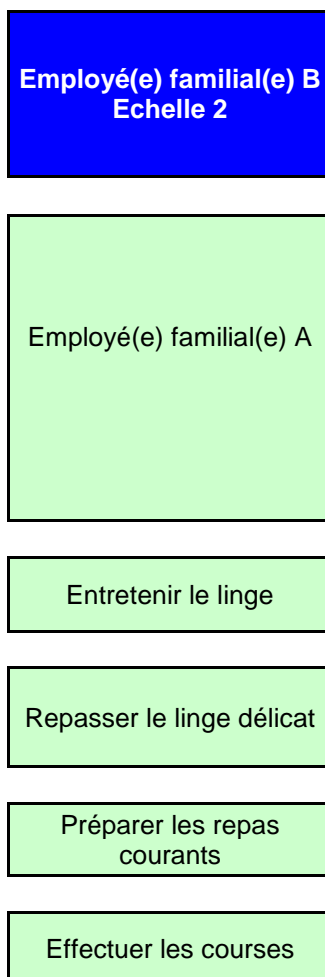 Employé(e) familial(e) B
Echelle 2
Employé(e) familial(e) A
Entretenir le linge
Repasser le linge délicat
Préparer les repas
courants
Effectuer les courses